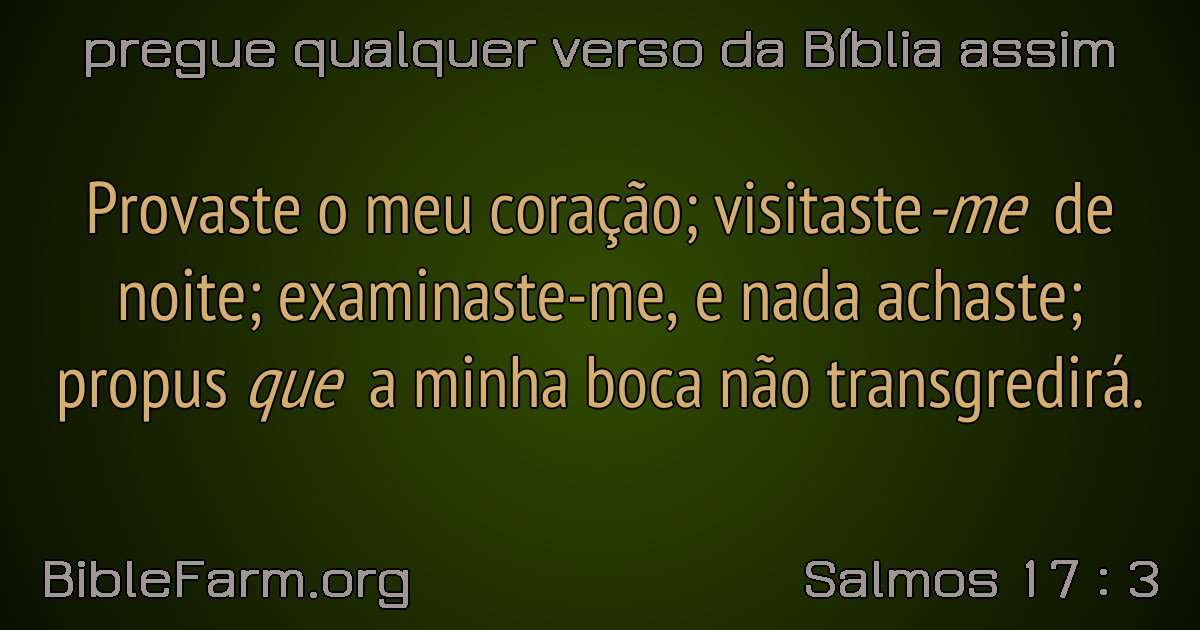 pregue qualquer verso da Bíblia assim
Provaste o meu coração; visitaste-me de
noite; examinaste-me, e nada achaste;
propus que a minha boca não transgredirá.
BibleFarm.org
Salmos 17 : 3